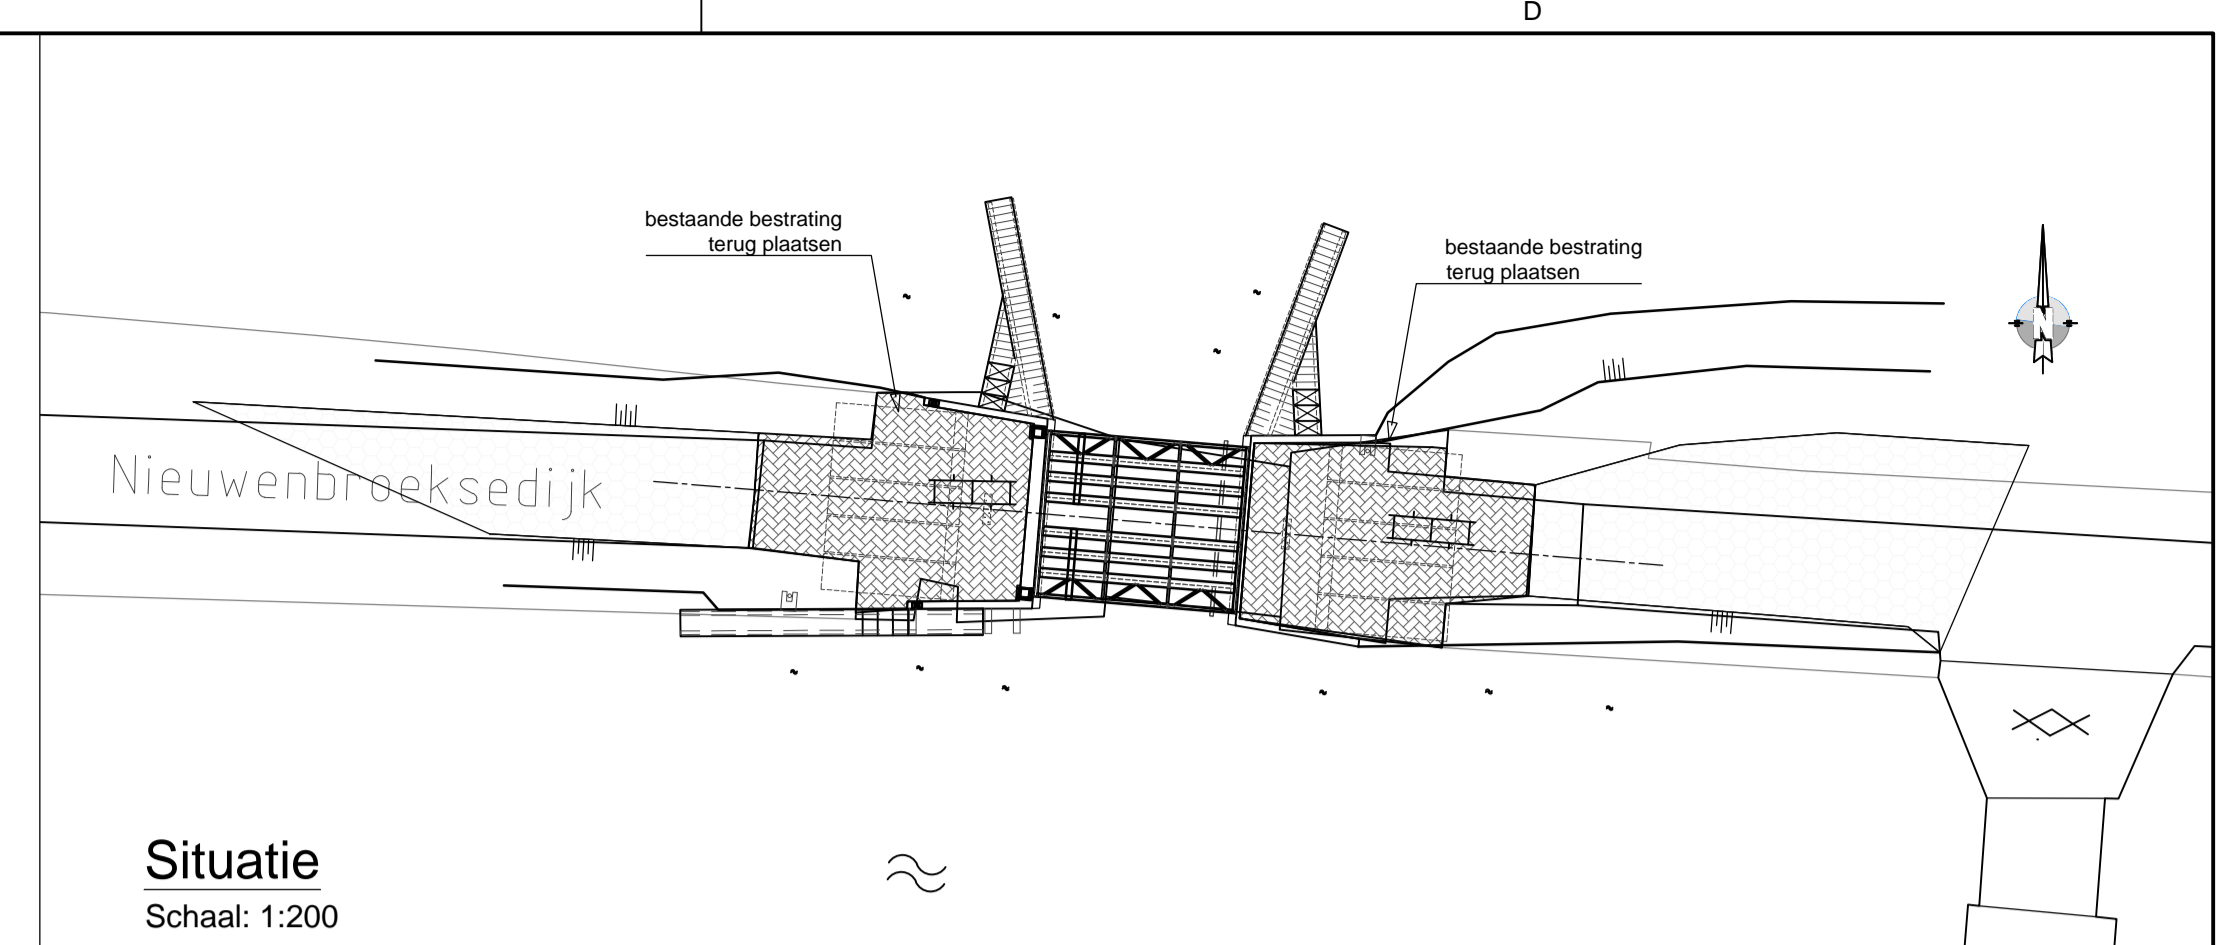 D
bestaande bestrating
terug plaatsen
bestaande bestrating
terug plaatsen
N
Nieuwenbroeksedijk
Situatie
Schaal: 1:200